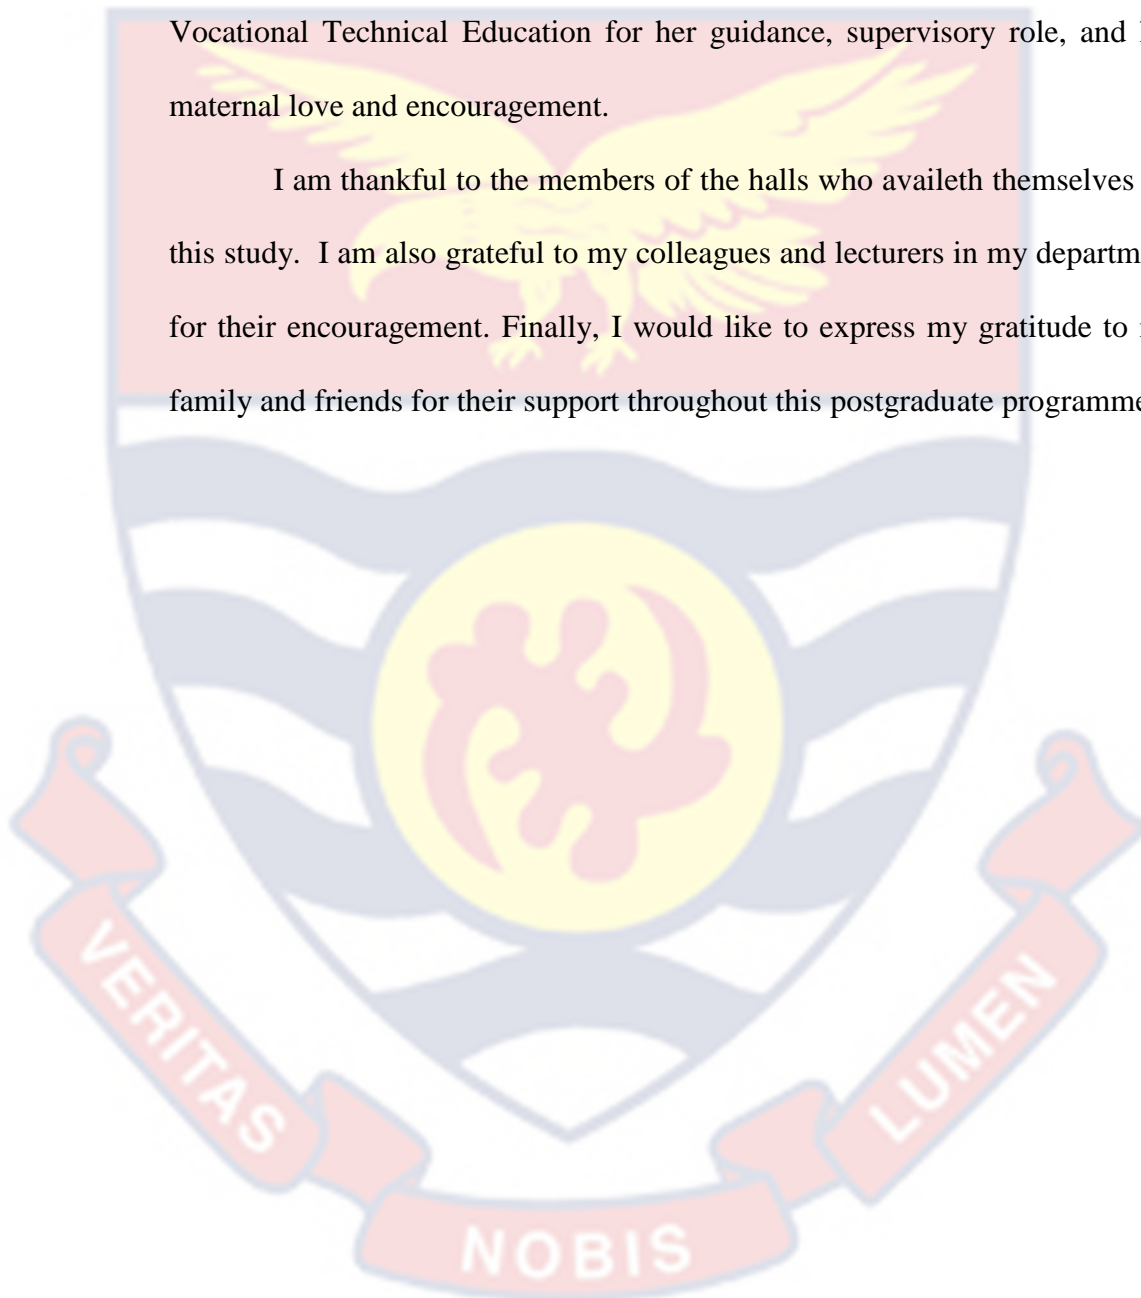 Vocational Technical Education for her guidance, supervisory role, and
maternal love and encouragement.
I am thankful to the members of the halls who availeth themselves
this study. I am also grateful to my colleagues and lecturers in my
for their encouragement. Finally, I would like to express my gratitude to
family and friends for their support throughout this postgraduate programme
VERITAS
NOBIS
LUMEN